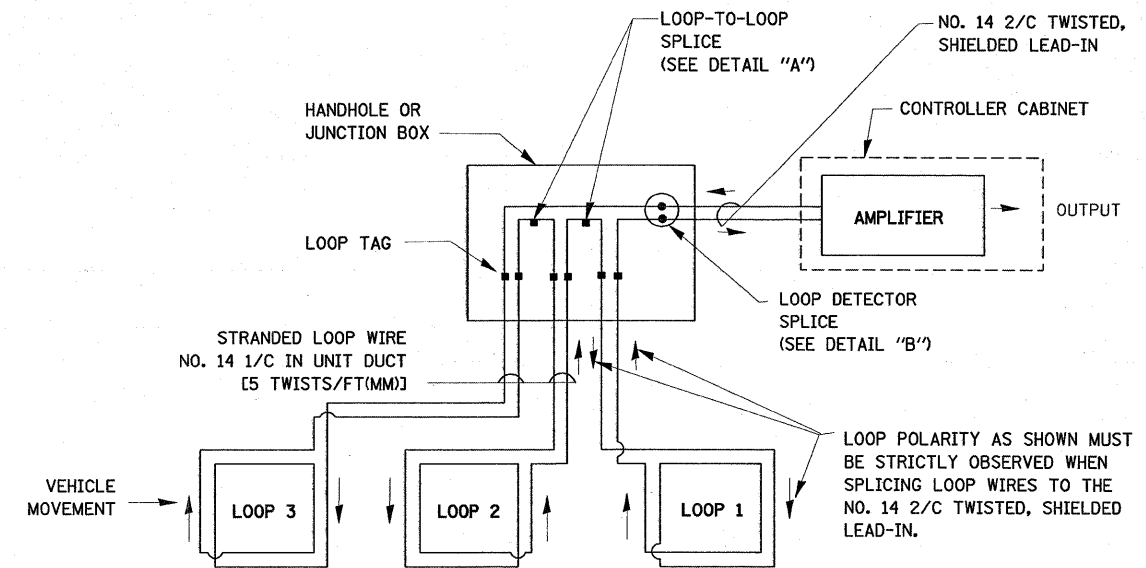 LOOP-TO-LOOP
SPLICE
(SEE DETAIL "A")
NO. 14 2/C TWISTED,
SHIELDED LEAD-IN
HANDHOLE OR
JUNCTION BOX
CONTROLLER CABINET
AMPLIFIER
OUTPUT
LOOP TAG
LOOP DETECTOR
SPLICE
(SEE DETAIL "B")
STRANDED LOOP WIRE
NO. 14 1/C IN UNIT DUCT
[5 TWISTS/FT(MM)]
LOOP POLARITY AS SHOWN MUST
BE STRICTLY OBSERVED WHEN
SPLICING LOOP WIRES TO THE
NO. 14 2/C TWISTED, SHIELDED
LEAD-IN.
VEHICLE
MOVEMENT
LOOP 3
LOOP 2
LOOP 1